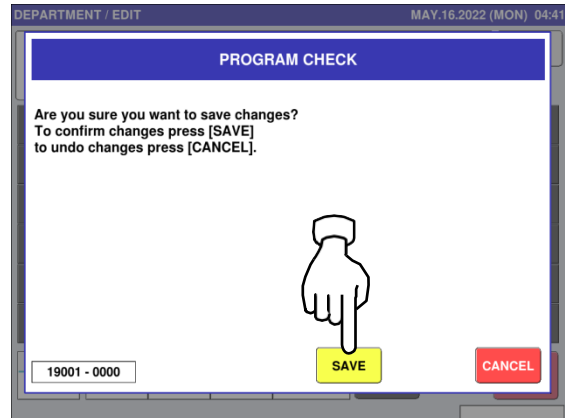 DEPARTMENT / EDIT MAY.16.2022 (MON) 04:41
PROGRAM CHECK
Are you sure you want to save changes?
To confirm changes press [SAVE]
to undo changes press [CANCEL].
19001 - 0000 SAVE CANCEL